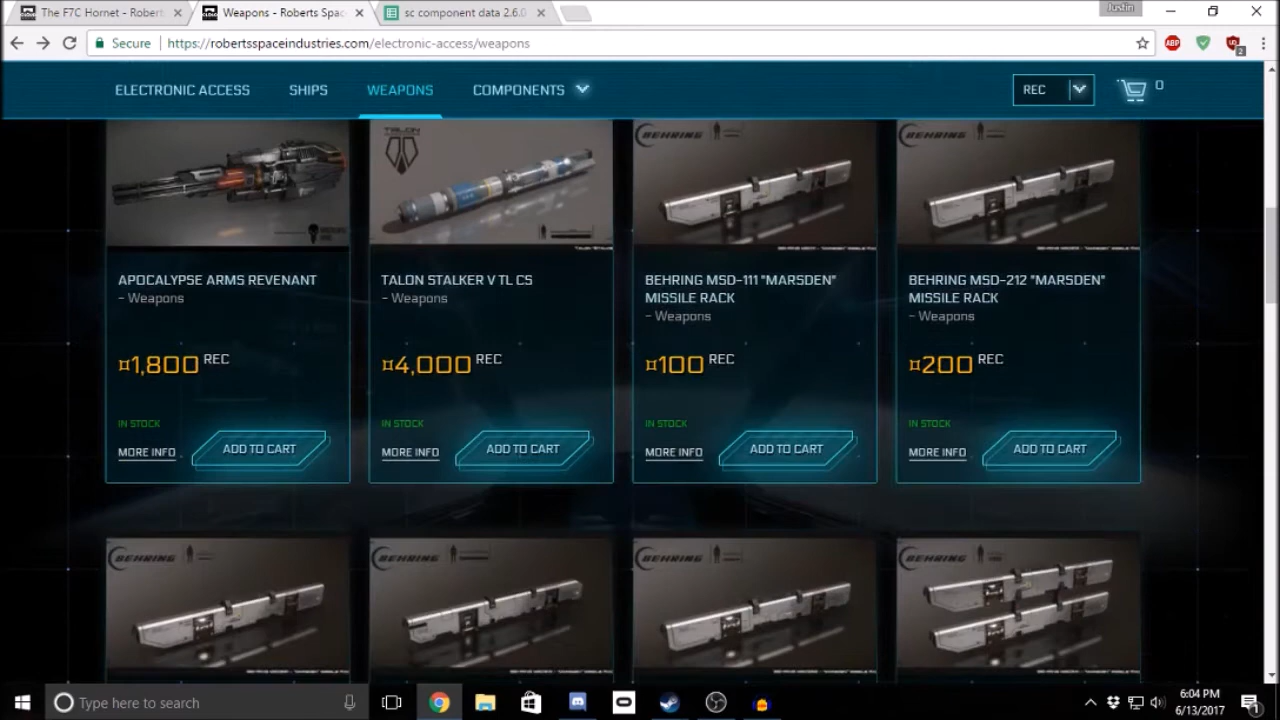 The F7C Hornet - Robert
Weapons - Roberts Spac
sc component data 2.6.0
Justin
Secure
https://robertsspaceindustries.com/electronic-access/weapons
ABP
2
ELECTRONIC ACCESS
SHIPS
WEAPONS
COMPONENTS
REC
0
TALON
BEHRING
BEHRING
APOCALYPSE ARMS REVENANT
- Weapons
¤1,800 REC
IN STOCK
MORE INFO
ADD TO CART
TALON STALKER V TL CS
- Weapons
¤4,000 REC
IN STOCK
MORE INFO
ADD TO CART
BEHRING MSD-111 "MARSDEN"
MISSILE RACK
- Weapons
¤100 REC
IN STOCK
MORE INFO
ADD TO CART
BEHRING MSD-212 "MARSDEN"
MISSILE RACK
- Weapons
¤200 REC
IN STOCK
MORE INFO
ADD TO CART
BEHRING
BEHRING
BEHRING
BEHRING
Type here to search
6:04 PM
6/13/2017
1